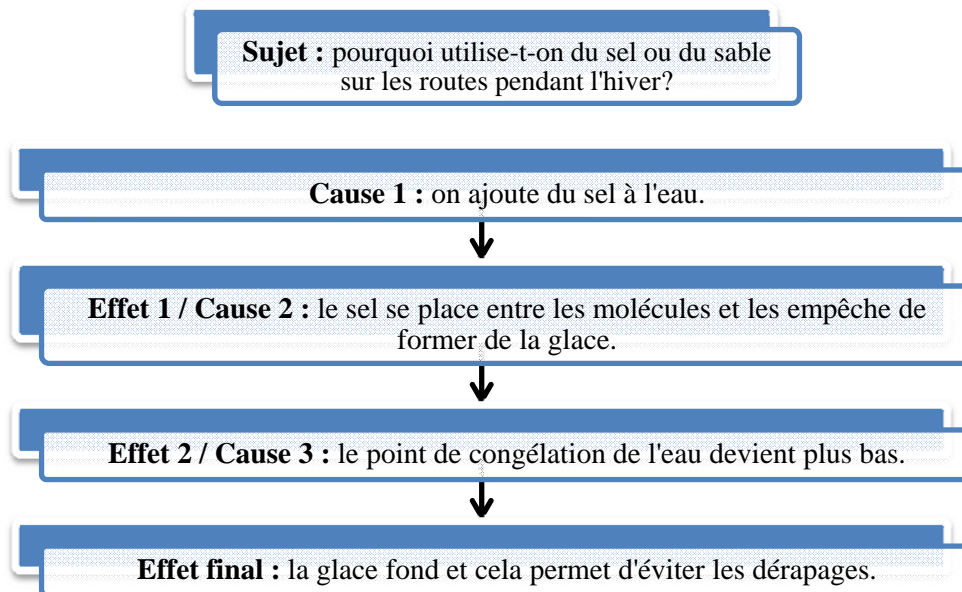 Sujet : pourquoi utilise-t-on du sel ou du sable
sur les routes pendant l'hiver?
Cause 1 : on ajoute du sel à l'eau.
Effet 1 / Cause 2 : le sel se place entre les molécules et les empêche de
former de la glace.
Effet 2 / Cause 3 : le point de congélation de l'eau devient plus bas.
Effet final : la glace fond et cela permet d'éviter les dérapages.